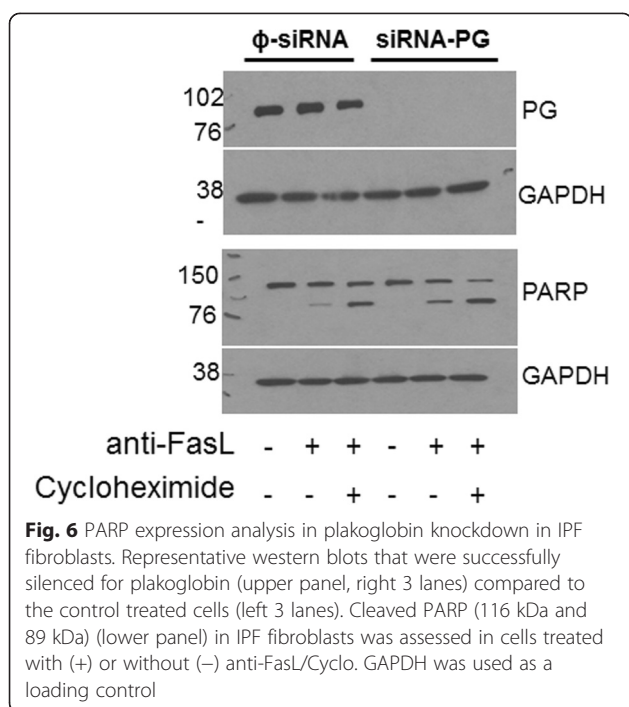 ɸ-siRNA siRNA-PG
102
76
PG
38
-
GAPDH
150
76
PARP
38
GAPDH
anti-FasL - + + - + +
Cycloheximide - - + - - +
Fig. 6 PARP expression analysis in plakoglobin knockdown in IPF
fibroblasts. Representative western blots that were successfully
silenced for plakoglobin (upper panel, right 3 lanes) compared to
the control treated cells (left 3 lanes). Cleaved PARP (116 kDa and
89 kDa) (lower panel) in IPF fibroblasts was assessed in cells treated
with (+) or without (−) anti-FasL/Cyclo. GAPDH was used as a
loading control